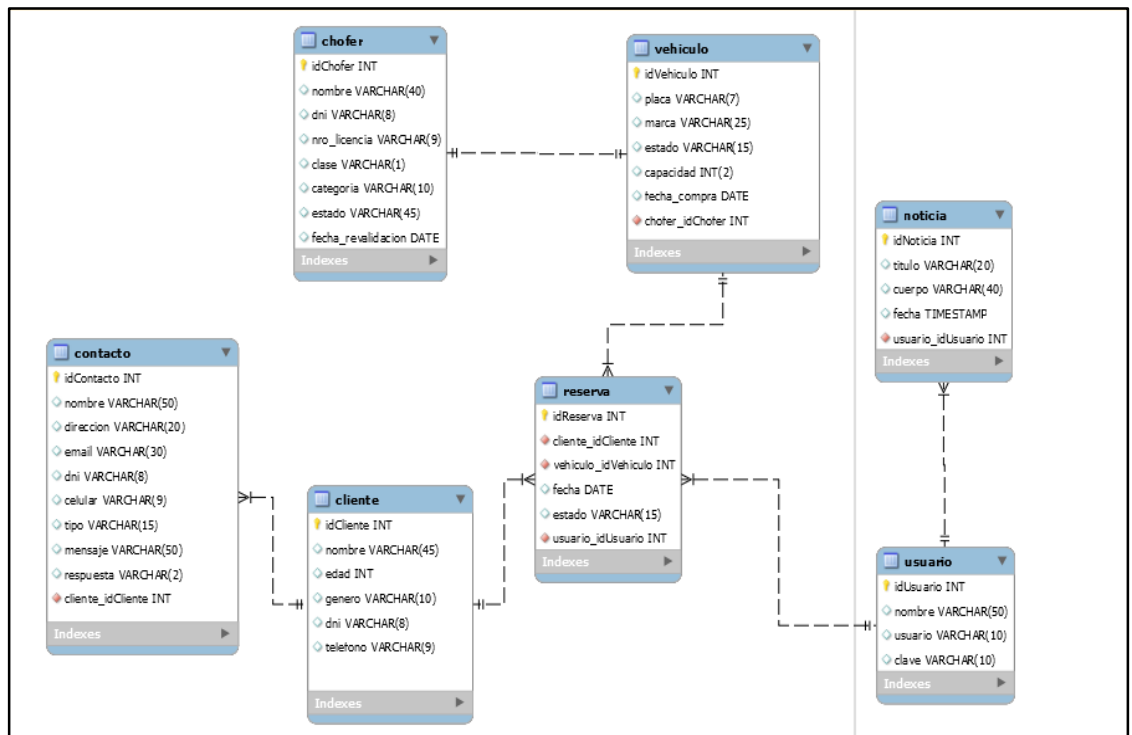 chofer
idChofer INT
nombre VARCHAR(40)
dni VARCHAR(8)
nro_licencia VARCHAR(9)
clase VARCHAR(1)
categoria VARCHAR(10)
estado VARCHAR(45)
fecha_revalidacion DATE
Indexes
vehiculo
idVehiculo INT
placa VARCHAR(7)
marca VARCHAR(25)
estado VARCHAR(15)
capacidad INT(2)
fecha_compra DATE
chofer_idChofer INT
Indexes
noticia
idNoticia INT
titulo VARCHAR(20)
cuerpo VARCHAR(40)
fecha TIMESTAMP
usuario_idUsuario INT
Indexes
contacto
idContacto INT
nombre VARCHAR(50)
direccion VARCHAR(20)
email VARCHAR(30)
dni VARCHAR(8)
celular VARCHAR(9)
tipo VARCHAR(15)
mensaje VARCHAR(50)
respuesta VARCHAR(2)
cliente_idCliente INT
Indexes
cliente
idCliente INT
nombre VARCHAR(45)
edad INT
genero VARCHAR(10)
dni VARCHAR(8)
telefono VARCHAR(9)
Indexes
reserva
idReserva INT
cliente_idCliente INT
vehiculo_idVehiculo INT
fecha DATE
estado VARCHAR(15)
usuario_idUsuario INT
Indexes
usuario
idUsuario INT
nombre VARCHAR(50)
usuario VARCHAR(10)
clave VARCHAR(10)
Indexes